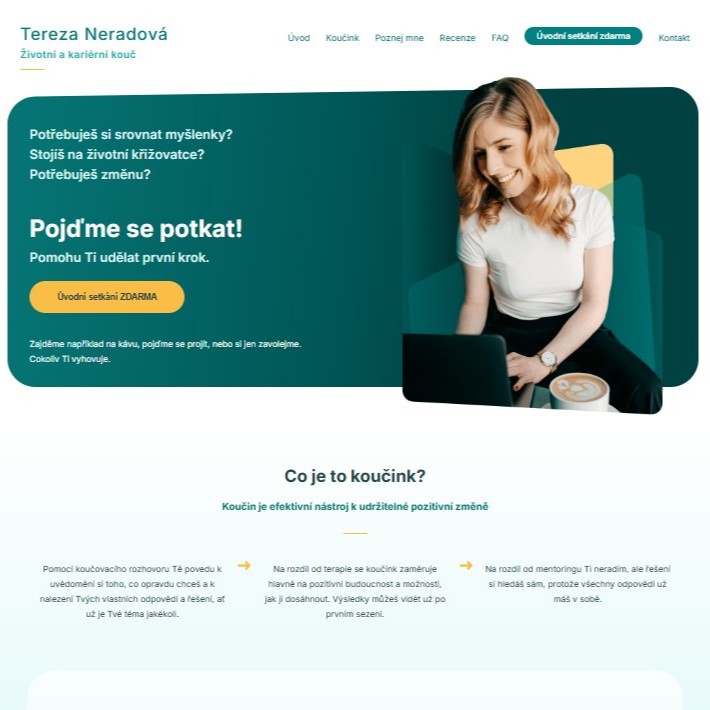 Tereza Neradová
Životní a kariérní kouč
Úvod
Koučink
Poznej mne
Recenze
FAQ
Úvodní setkání zdarma
Kontakt
Potřebuješ si srovnat myšlenky?
Stojíš na životní křižovatce?
Potřebuješ změnu?
Pojďme se potkat!
Pomohu Ti udělat první krok.
Úvodní setkání ZDARMA
Zajděme například na kávu, pojďme se projít, nebo si jen zavolejme.
Cokoliv Ti vyhovuje.
Co je to koučink?
Koučin je efektivní nástroj k udržitelné pozitivní změně
Pomocí koučovacího rozhovoru Tě povedu k
uvědomění si toho, co opravdu chceš a k
nalezení Tvých vlastních odpovědí a řešení, ať
už je Tvé téma jakékoli.
Na rozdíl od terapie se koučink zaměruje
hlavně na pozitivní budoucnost a možnosti,
jak jí dosáhnout. Výsledky můžeš vidět už po
prvním sezení.
Na rozdíl od mentoringu Ti neradím, ale řešení
si hledáš sám, protože všechny odpovědi už
máš v sobě.